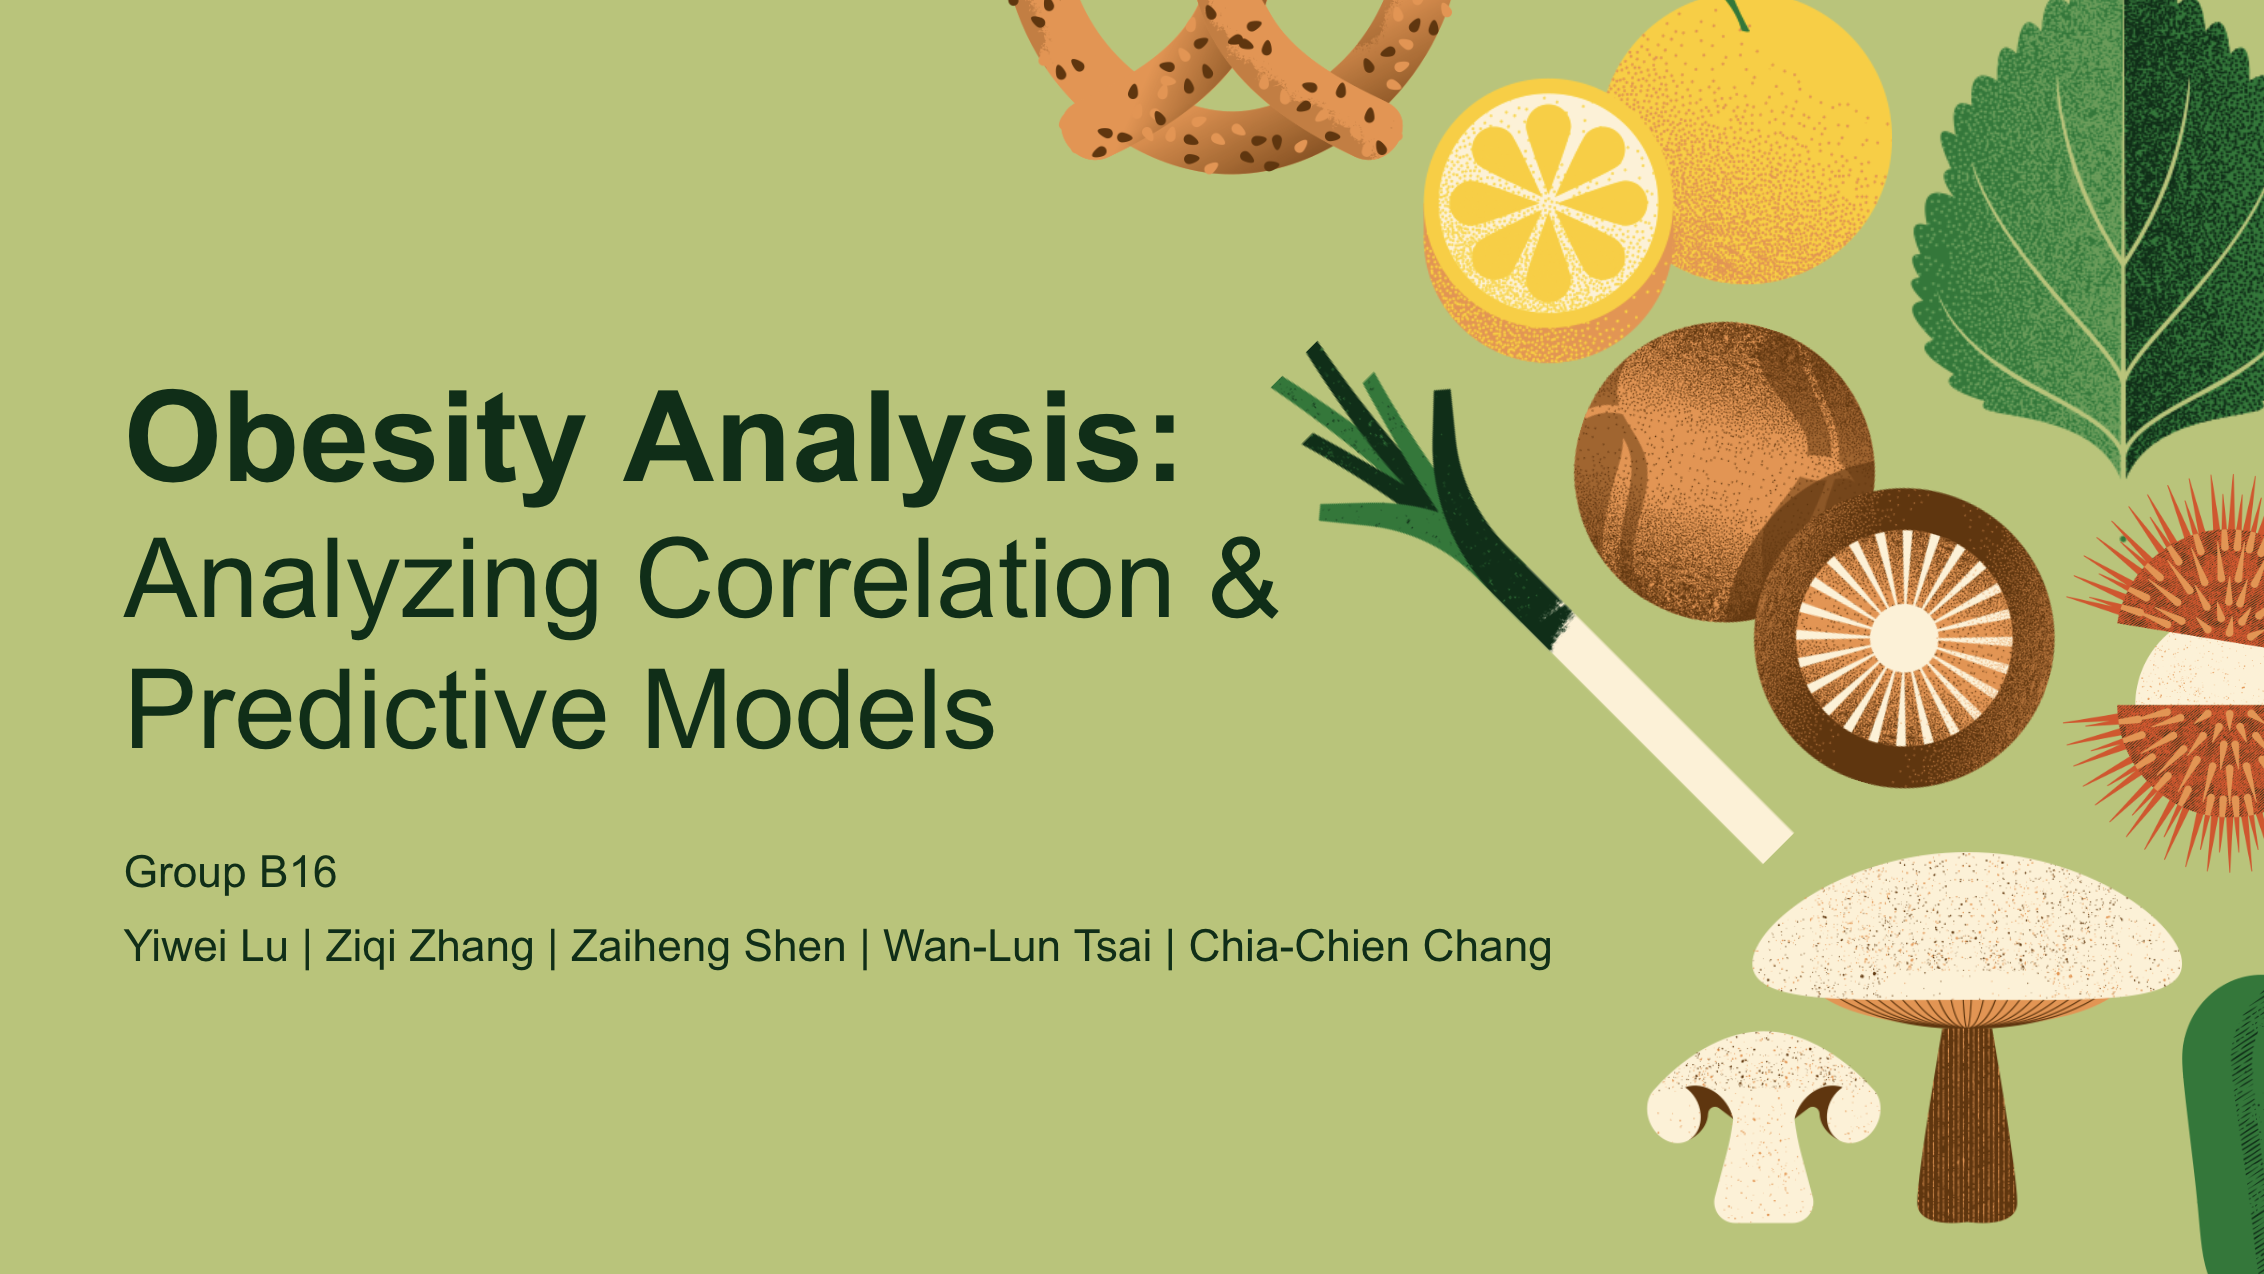 Obesity Analysis:
Analyzing Correlation &
Predictive Models
Group B16
Yiwei Lu | Ziqi Zhang | Zaiheng Shen | Wan-Lun Tsai | Chia-Chien Chang